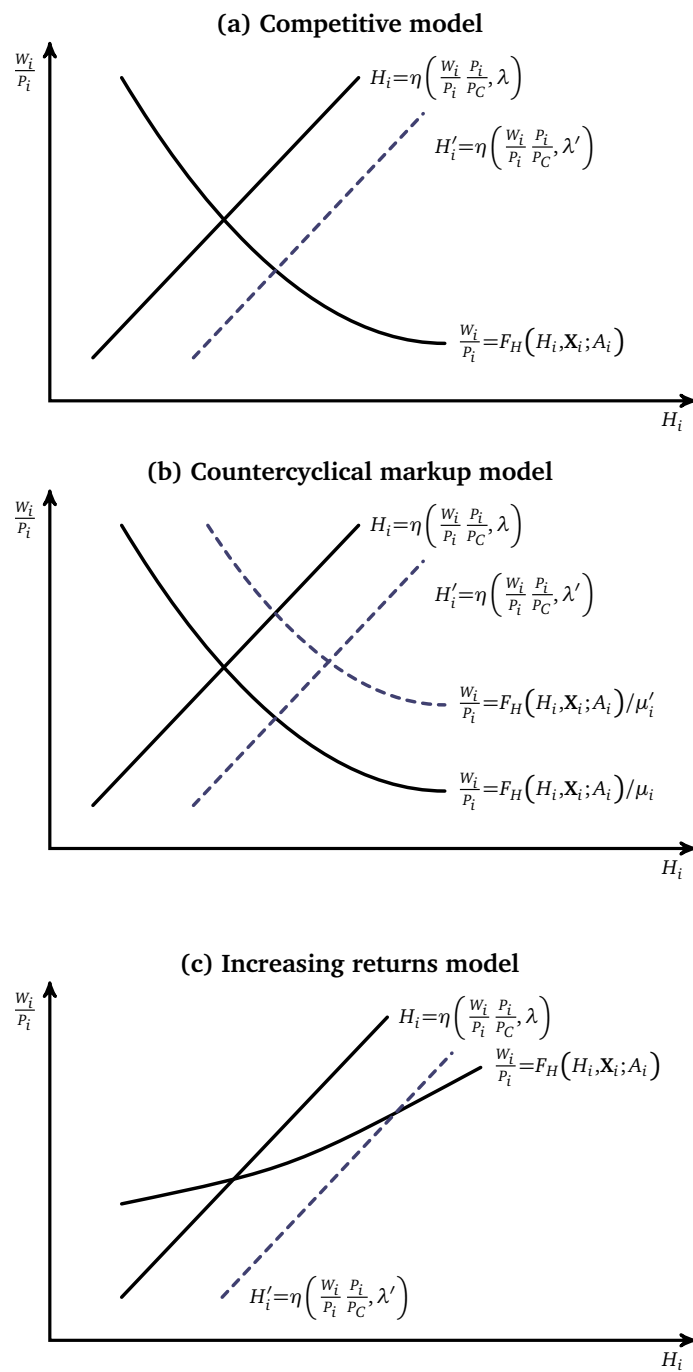 (a) Competitive model
W_i/P_i
H_i=η(W_i/P_i P_i/P_C, λ)
H′_i=η(W_i/P_i P_i/P_C, λ′)
W_i/P_i=F_H(H_i,X_i;A_i)
H_i
(b) Countercyclical markup model
W_i/P_i
H_i=η(W_i/P_i P_i/P_C, λ)
H′_i=η(W_i/P_i P_i/P_C, λ′)
W_i/P_i=F_H(H_i,X_i;A_i)/μ′_i
W_i/P_i=F_H(H_i,X_i;A_i)/μ_i
H_i
(c) Increasing returns model
W_i/P_i
H_i=η(W_i/P_i P_i/P_C, λ)
W_i/P_i=F_H(H_i,X_i;A_i)
H′_i=η(W_i/P_i P_i/P_C, λ′)
H_i